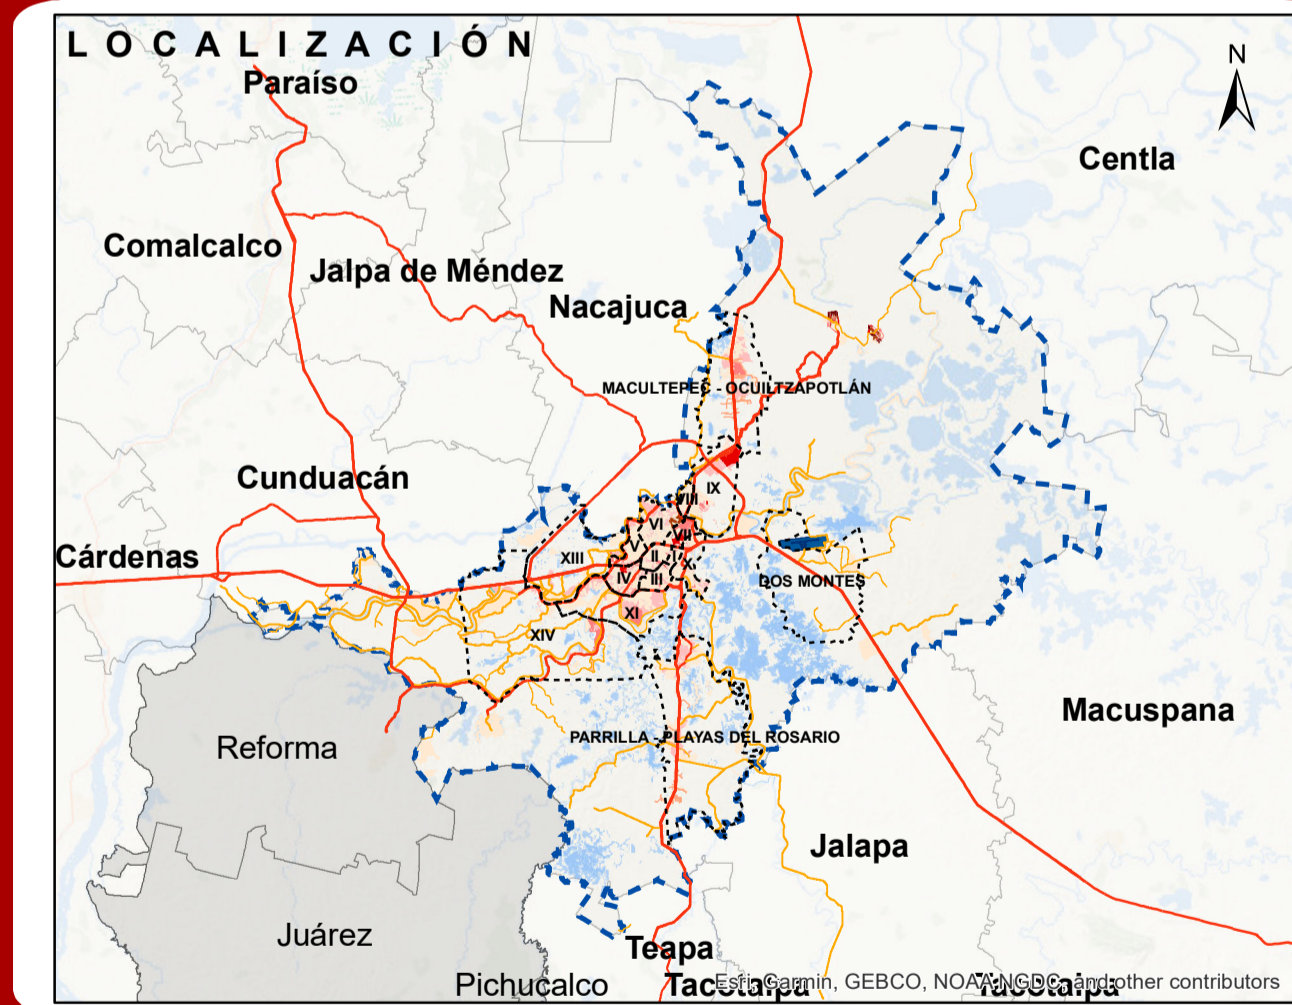 LOCALIZACIÓN
Paraíso
N
Centla
Comalcalco
Jalpa de Méndez
Nacajuca
MACULTEPEC - OCUILTZAPOTLÁN
Cunduacán
IX
VIII
VI
VII
V
Cárdenas
XIII
II
I
X
IV
III
DOS MONTES
XI
XIV
Macuspana
Reforma
PARRILLA - PLAYAS DEL ROSARIO
Jalapa
Juárez
Teapa
Pichucalco
Tacotalpa
Tacotalpa
Esri, Garmin, GEBCO, NOAA NGDC, and other contributors